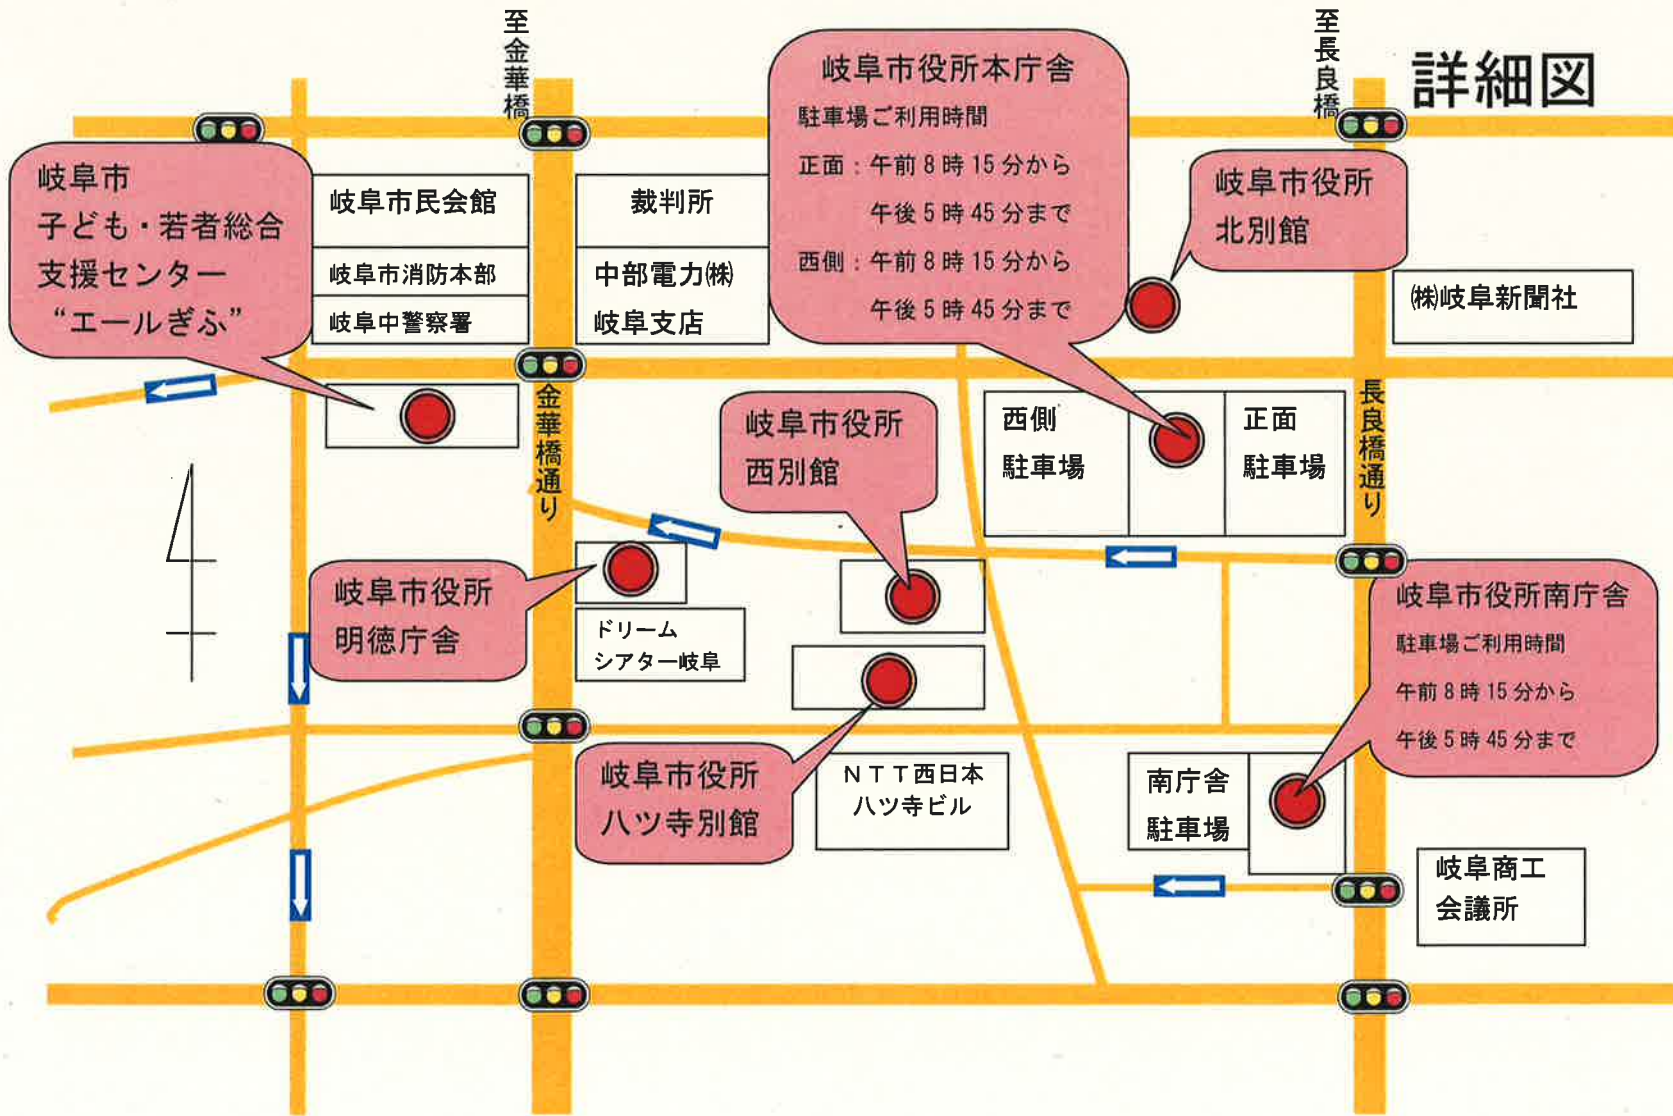 詳細図
至金華橋
至長良橋
岐阜市役所本庁舎
駐車場ご利用時間
正面：午前8時15分から
午後5時45分まで
西側：午前8時15分から
午後5時45分まで
岐阜市
子ども・若者総合
支援センター
“エールぎふ”
岐阜市民会館
岐阜市消防本部
岐阜中警察署
裁判所
中部電力㈱
岐阜支店
岐阜市役所
北別館
㈱岐阜新聞社
金華橋通り
岐阜市役所
西別館
西側
駐車場
正面
駐車場
長良橋通り
岐阜市役所
明徳庁舎
ドリーム
シアター岐阜
岐阜市役所南庁舎
駐車場ご利用時間
午前8時15分から
午後5時45分まで
岐阜市役所
八ツ寺別館
ＮＴＴ西日本
八ツ寺ビル
南庁舎
駐車場
岐阜商工
会議所